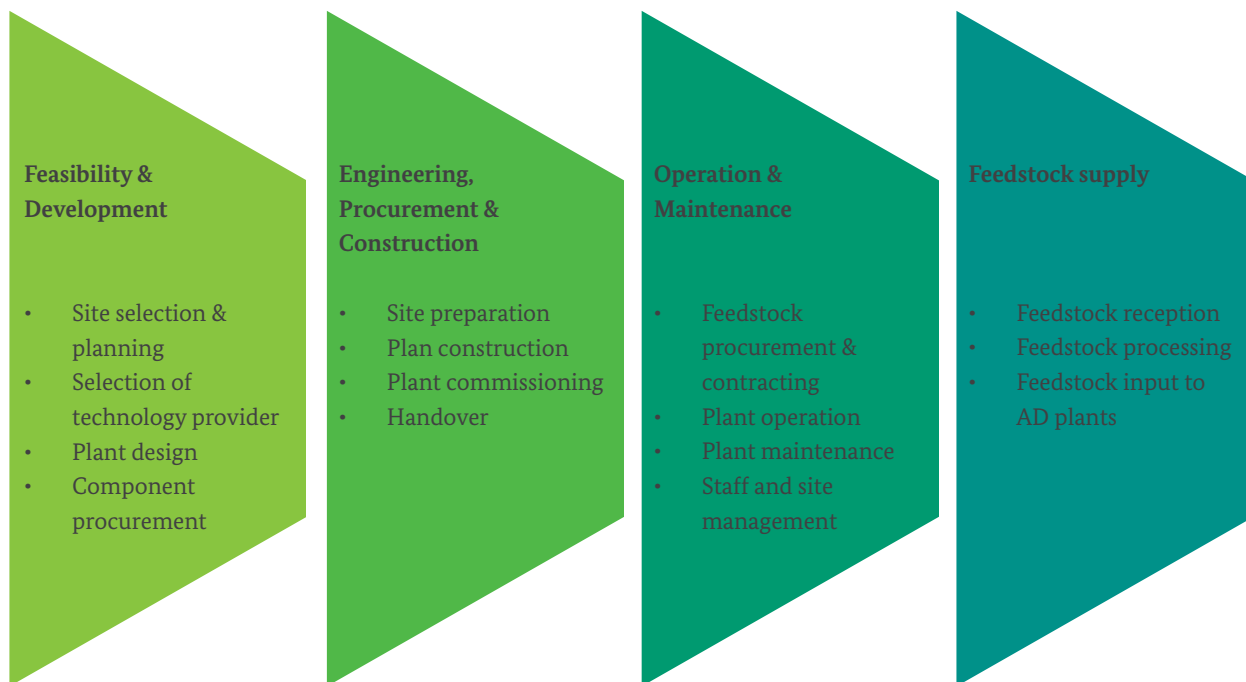 Feasibility &
Development
• Site selection &
planning
• Selection of
technology provider
• Plant design
• Component
procurement
Engineering,
Procurement &
Construction
• Site preparation
• Plan construction
• Plant commissioning
• Handover
Operation &
Maintenance
• Feedstock
procurement &
contracting
• Plant operation
• Plant maintenance
• Staff and site
management
Feedstock supply
• Feedstock reception
• Feedstock processing
• Feedstock input to
AD plants